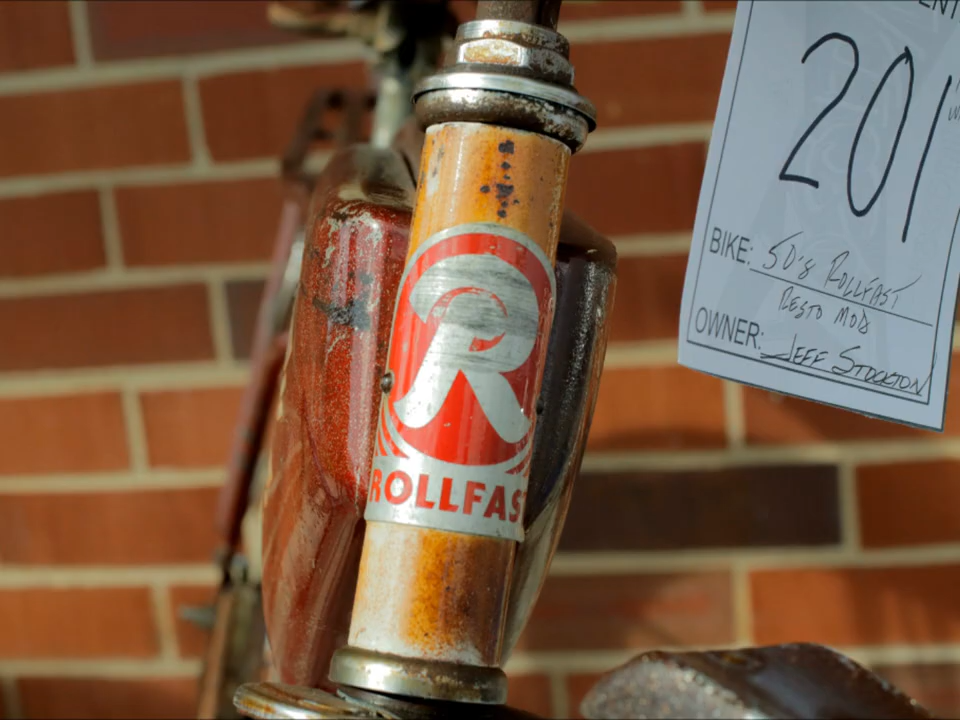 201
BIKE: 50's ROLLFAST
RESTO MOD
OWNER: JEFF STOCKTON
R
ROLLFAST